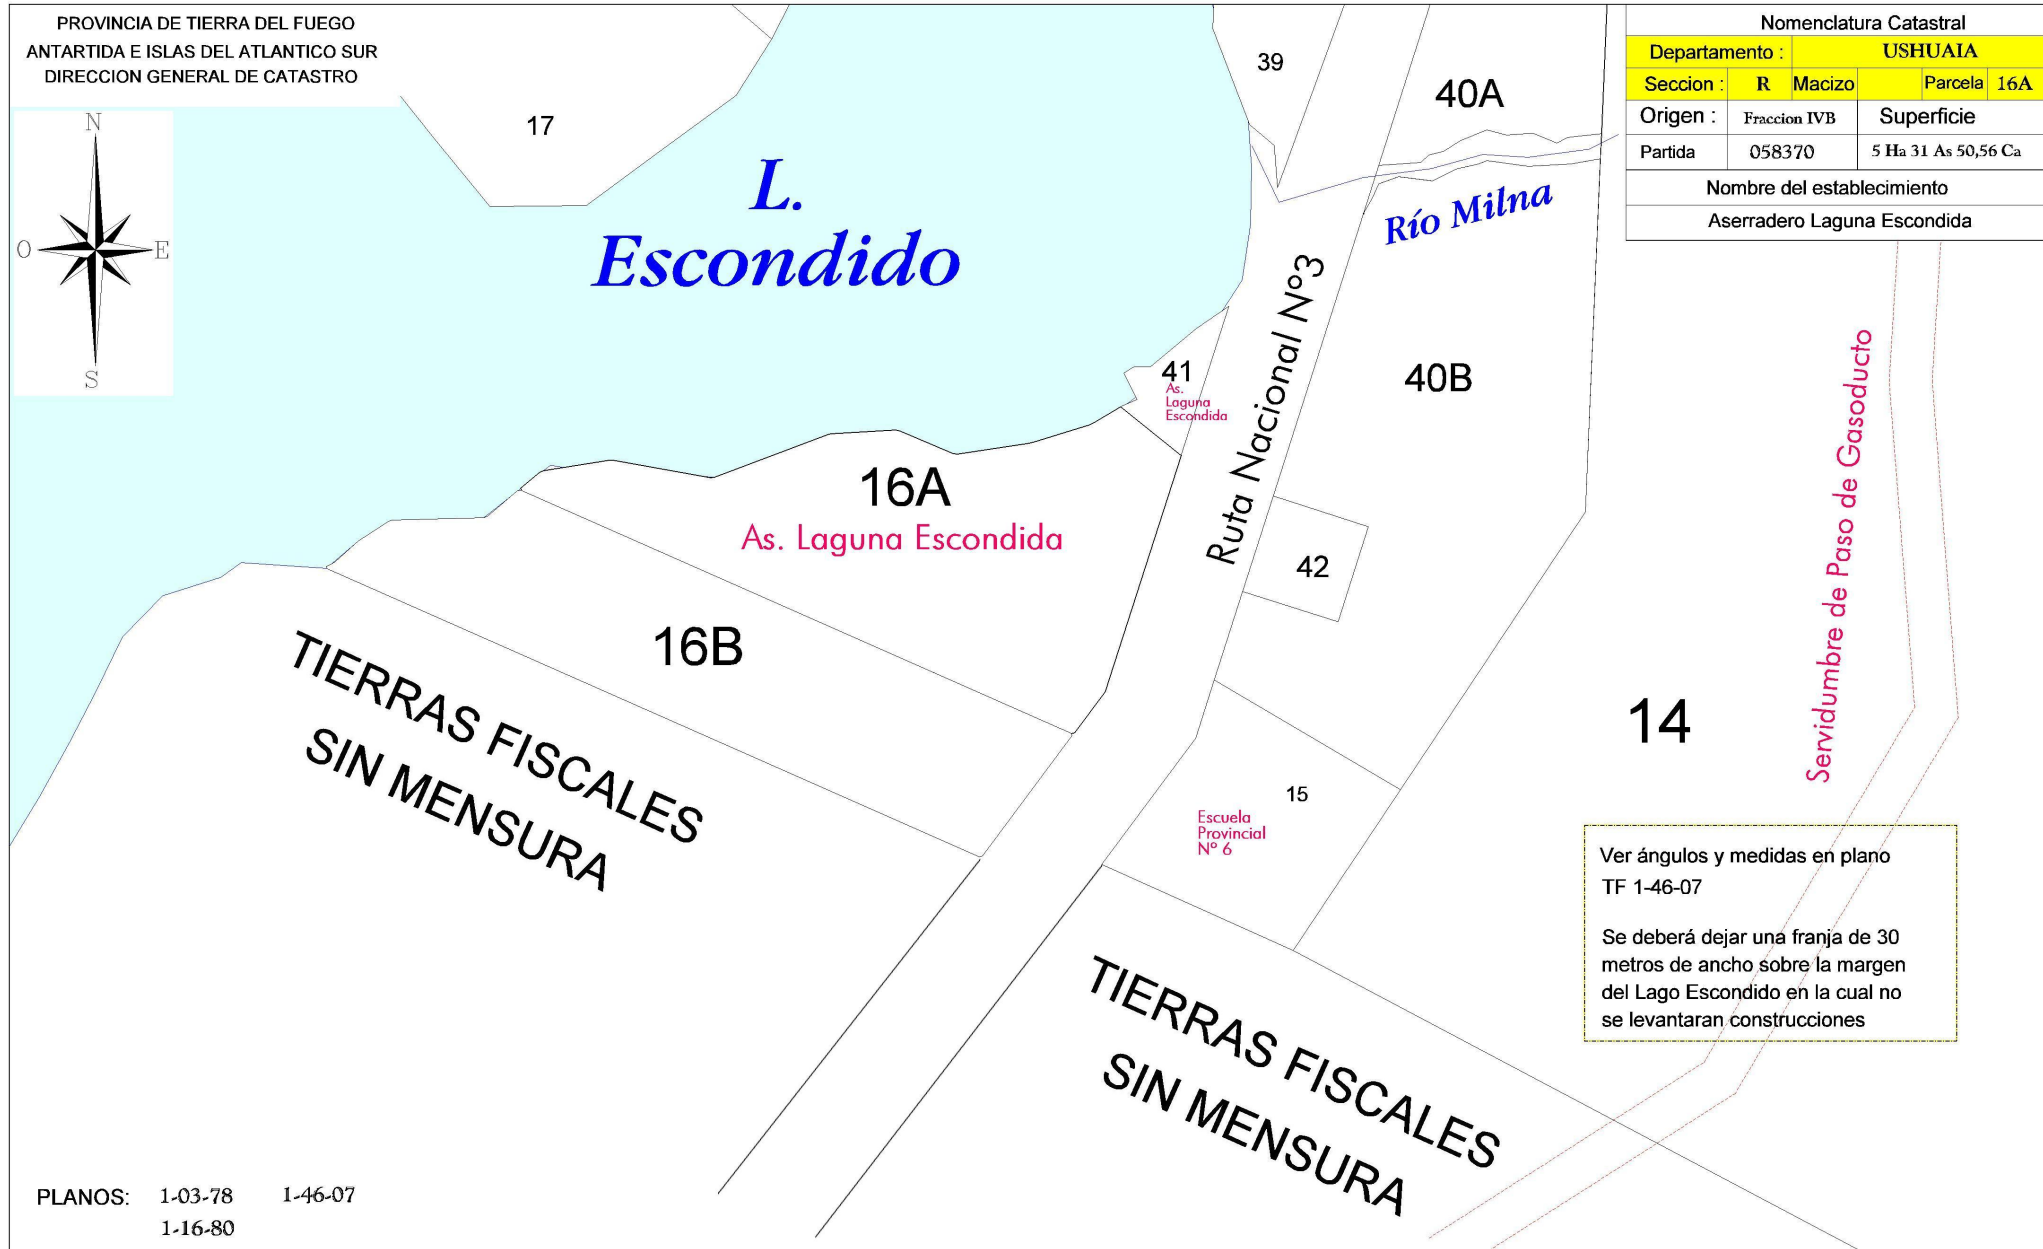 PROVINCIA DE TIERRA DEL FUEGO
ANTARTIDA E ISLAS DEL ATLANTICO SUR
DIRECCION GENERAL DE CATASTRO
N
O
E
S
Nomenclatura Catastral
Departamento : USHUAIA
Seccion : R Macizo Parcela 16A
Origen : Fraccion IVB Superficie
Partida 058370 5 Ha 31 As 50,56 Ca
Nombre del establecimiento
Aserradero Laguna Escondida
17
39
40A
L.
Escondido
Río Milna
Ruta Nacional Nº3
41
As.
Laguna
Escondida
40B
16A
As. Laguna Escondida
42
16B
14
Servidumbre de Paso de Gasoducto
TIERRAS FISCALES
SIN MENSURA
15
Escuela
Provincial
Nº 6
Ver ángulos y medidas en plano
TF 1-46-07
Se deberá dejar una franja de 30
metros de ancho sobre la margen
del Lago Escondido en la cual no
se levantaran construcciones
TIERRAS FISCALES
SIN MENSURA
PLANOS: 1-03-78 1-46-07
1-16-80